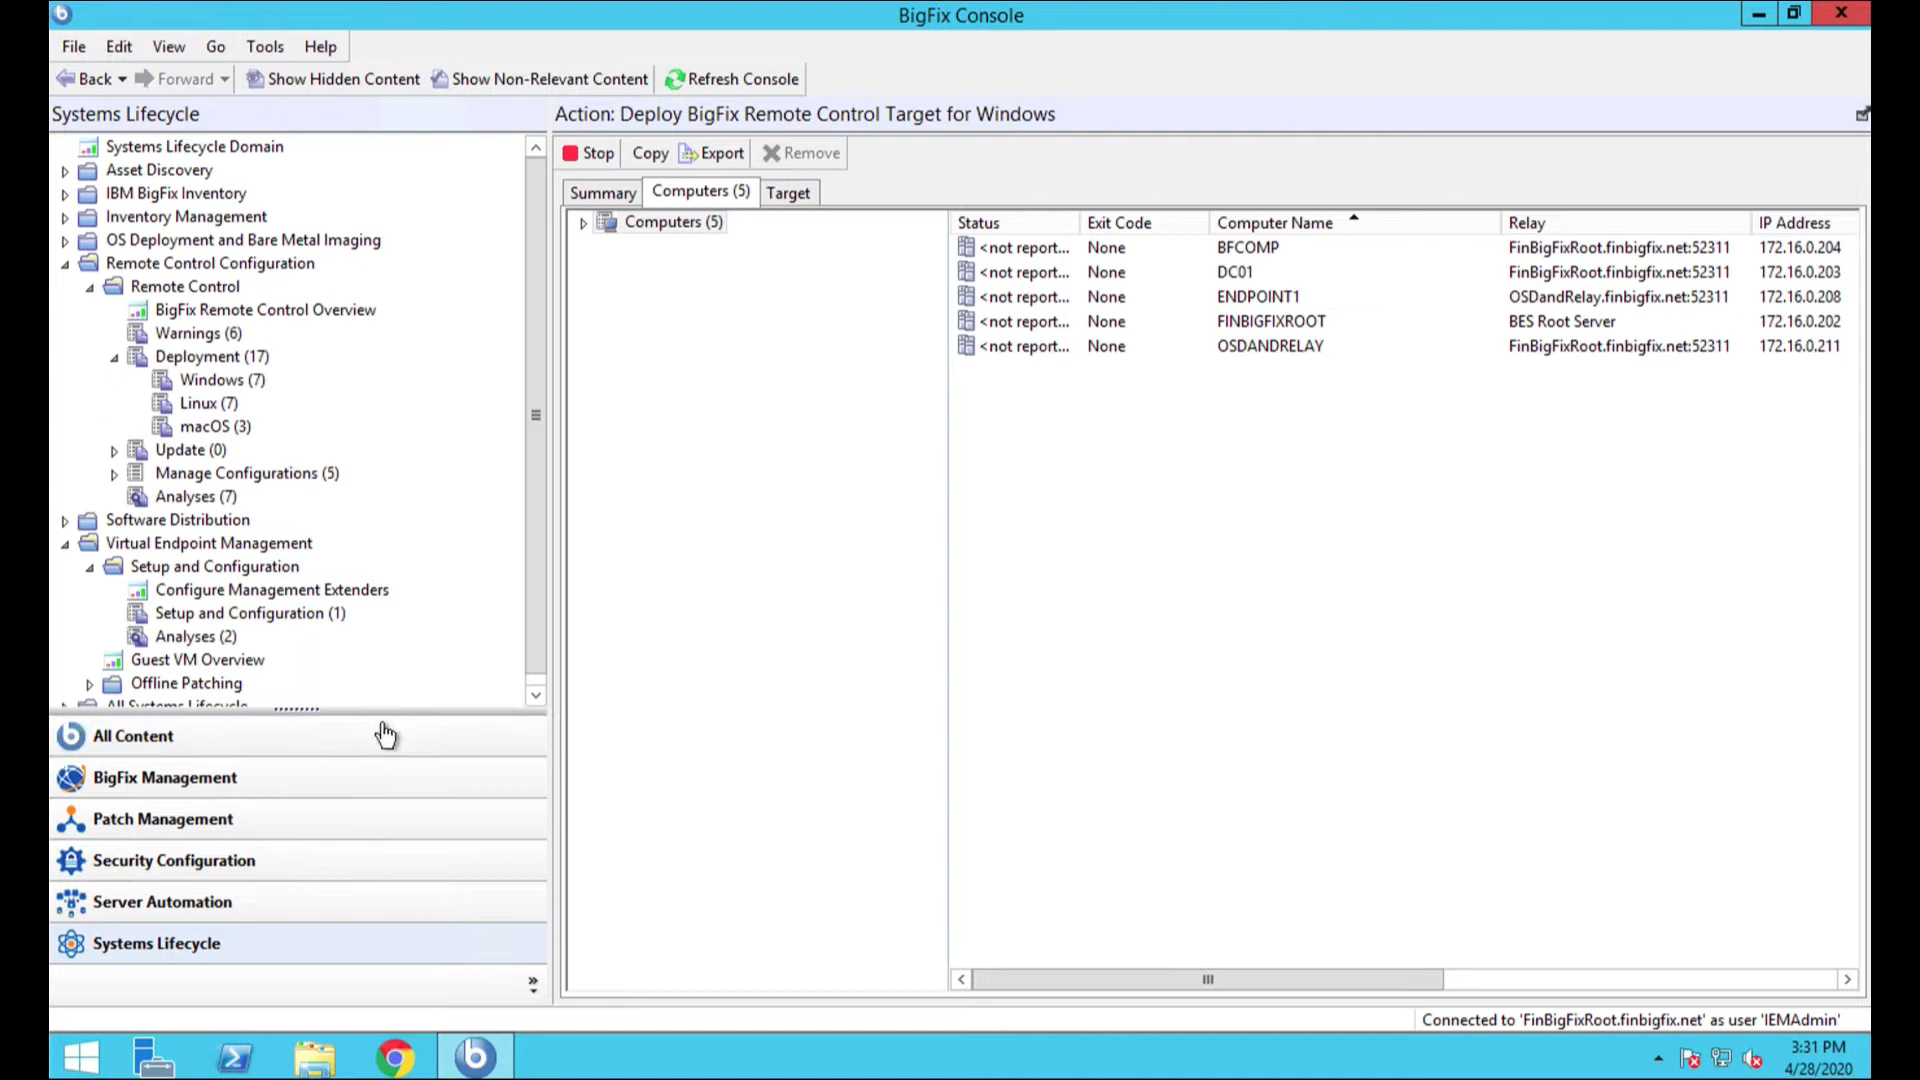 BigFix Console
File Edit View Go Tools Help
Back Forward Show Hidden Content Show Non-Relevant Content Refresh Console
Systems Lifecycle
Systems Lifecycle Domain
Asset Discovery
IBM BigFix Inventory
Inventory Management
OS Deployment and Bare Metal Imaging
Remote Control Configuration
Remote Control
BigFix Remote Control Overview
Warnings (6)
Deployment (17)
Windows (7)
Linux (7)
macOS (3)
Update (0)
Manage Configurations (5)
Analyses (7)
Software Distribution
Virtual Endpoint Management
Setup and Configuration
Configure Management Extenders
Setup and Configuration (1)
Analyses (2)
Guest VM Overview
Offline Patching
All Systems Lifecycle
All Content
BigFix Management
Patch Management
Security Configuration
Server Automation
Systems Lifecycle
Action: Deploy BigFix Remote Control Target for Windows
Stop Copy Export Remove
Summary Computers (5) Target
Computers (5)
Status Exit Code Computer Name Relay IP Address
<not report... None BFCOMP FinBigFixRoot.finbigfix.net:52311 172.16.0.204
<not report... None DC01 FinBigFixRoot.finbigfix.net:52311 172.16.0.203
<not report... None ENDPOINT1 OSDandRelay.finbigfix.net:52311 172.16.0.208
<not report... None FINBIGFIXROOT BES Root Server 172.16.0.202
<not report... None OSDANDRELAY FinBigFixRoot.finbigfix.net:52311 172.16.0.211
Connected to 'FinBigFixRoot.finbigfix.net' as user 'IEMAdmin'
3:31 PM
4/28/2020